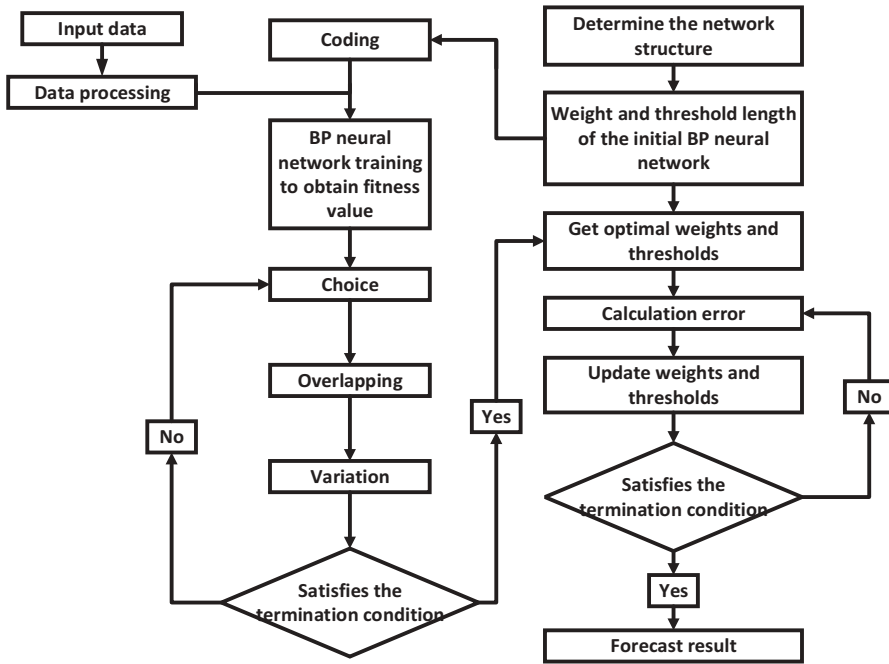 Input data
Data processing
Coding
BP neural
network training
to obtain fitness
value
Choice
Overlapping
Variation
Satisfies the
termination condition
No
Yes
Determine the network
structure
Weight and threshold length
of the initial BP neural
network
Get optimal weights and
thresholds
Calculation error
Update weights and
thresholds
Satisfies the
termination condition
No
Yes
Forecast result